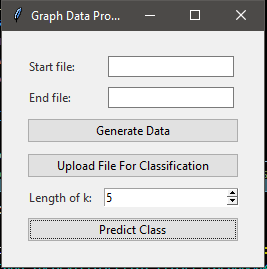 Graph Data Pro...
Start file:
End file:
Generate Data
Upload File For Classification
Length of k: 5
Predict Class